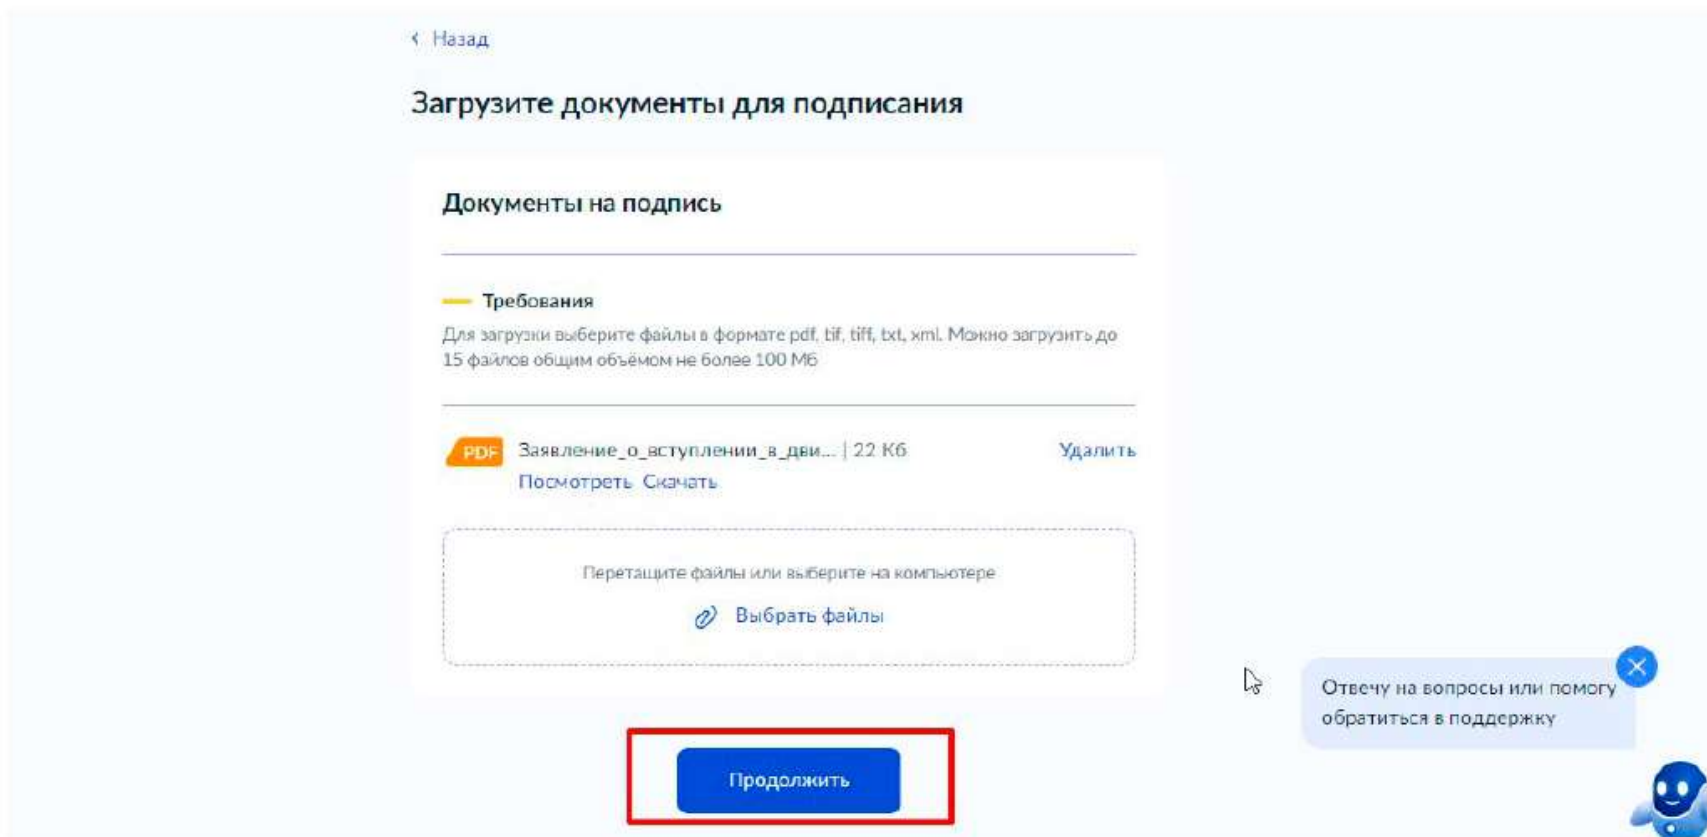 Назад
Загрузите документы для подписания
Документы на подпись
Требования
Для загрузки выберите файлы в формате pdf, tif, tiff, txt, xml. Можно загрузить до
15 файлов общим объёмом не более 100 Мб
PDF
Заявление_о_вступлении_в_дви... | 22 Кб
Удалить
Посмотреть Скачать
Перетащите файлы или выберите на компьютере
Выбрать файлы
Отвечу на вопросы или помогу
обратиться в поддержку
Продолжить